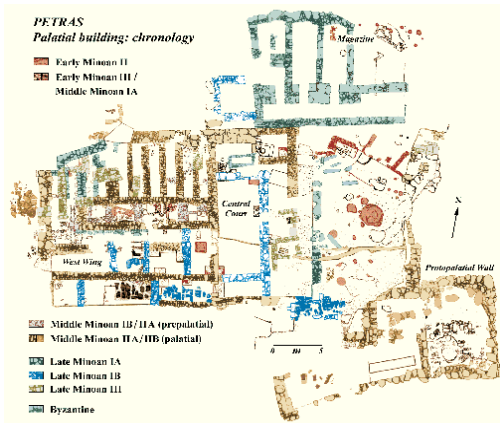 PETRAS
Palatial building: chronology
Early Minoan II
Early Minoan III /
Middle Minoan IA
Magazine
Central
Court
N
West Wing
Protopalatial Wall
Middle Minoan IB/IIA (prepalatial)
Middle Minoan IIA/IIB (palatial)
Late Minoan IA
Late Minoan IB
Late Minoan III
Byzantine
0 m 5